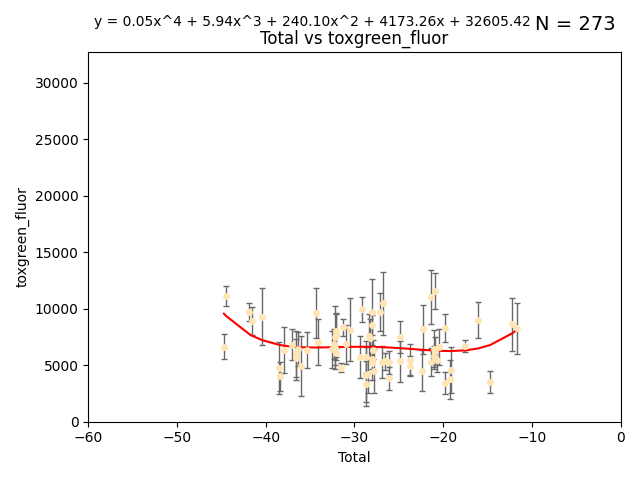 y = 0.05x^4 + 5.94x^3 + 240.10x^2 + 4173.26x + 32605.42 N = 273
Total vs toxgreen_fluor
30000
25000
20000
15000
10000
5000
0
toxgreen_fluor
−60 −50 −40 −30 −20 −10 0
Total